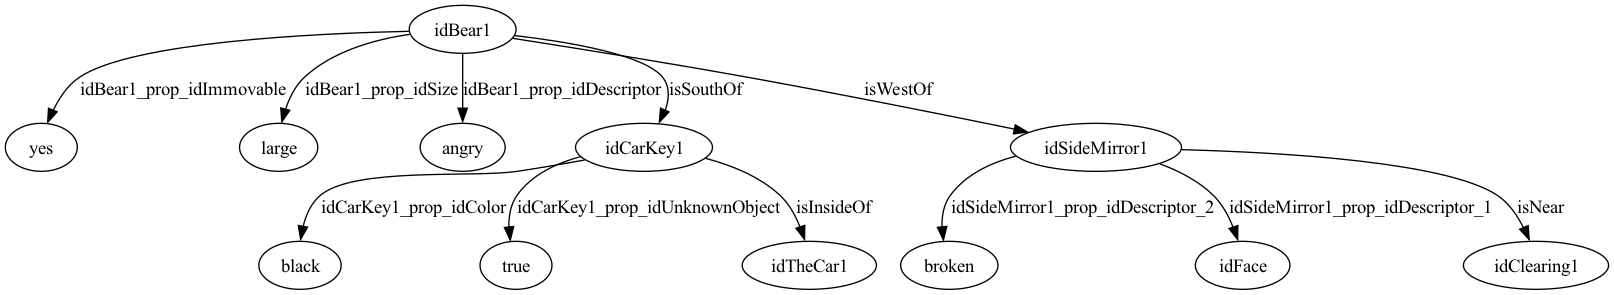 idBear1
idBear1_prop_idImmovable idBear1_prop_idSize idBear1_prop_idDescriptor isSouthOf isWestOf
yes large angry idCarKey1 idSideMirror1
idCarKey1_prop_idColor idCarKey1_prop_idUnknownObject isInsideOf idSideMirror1_prop_idDescriptor_2 idSideMirror1_prop_idDescriptor_1 isNear
black true idTheCar1 broken idFace idClearing1